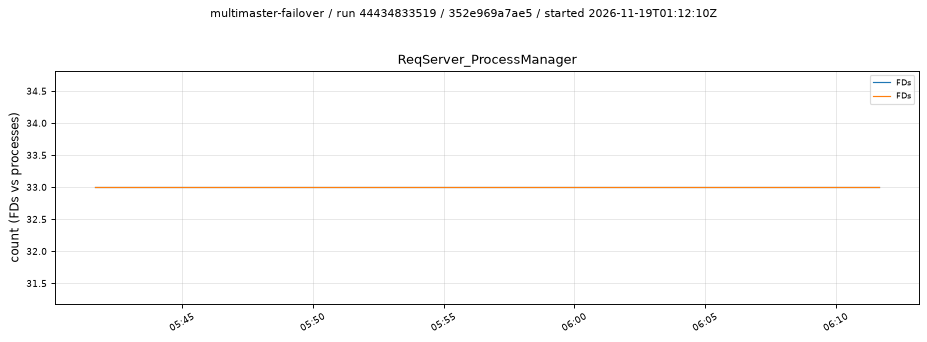 multimaster-failover / run 44434833519 / 352e969a7ae5 / started 2026-11-19T01:12:10Z
ReqServer_ProcessManager
FDs
FDs
count (FDs vs processes)
34.5
34.0
33.5
33.0
32.5
32.0
31.5
05:45
05:50
05:55
06:00
06:05
06:10